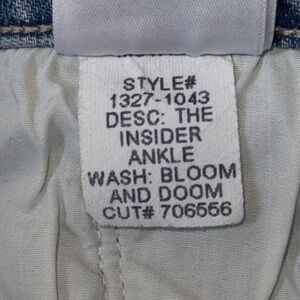 STYLE#
1327-1043
DESC: THE
INSIDER
ANKLE
WASH: BLOOM
AND DOOM
CUT# 706556